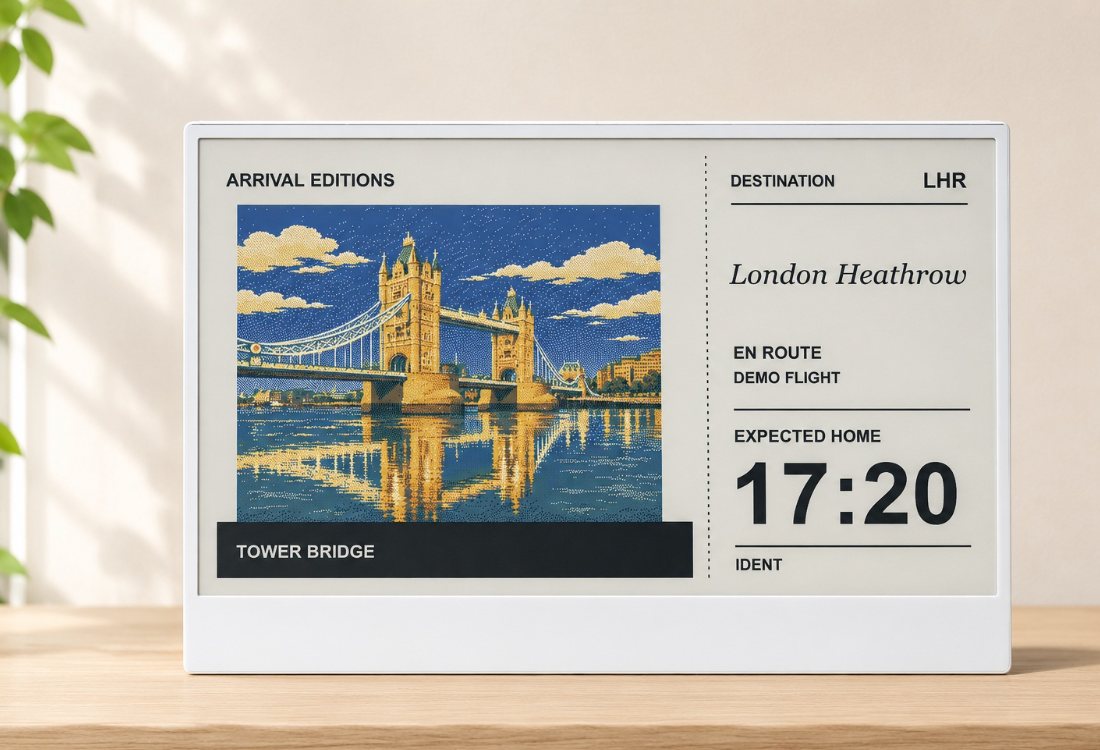 ARRIVAL EDITIONS
TOWER BRIDGE
DESTINATION LHR
London Heathrow
EN ROUTE
DEMO FLIGHT
EXPECTED HOME
17:20
IDENT